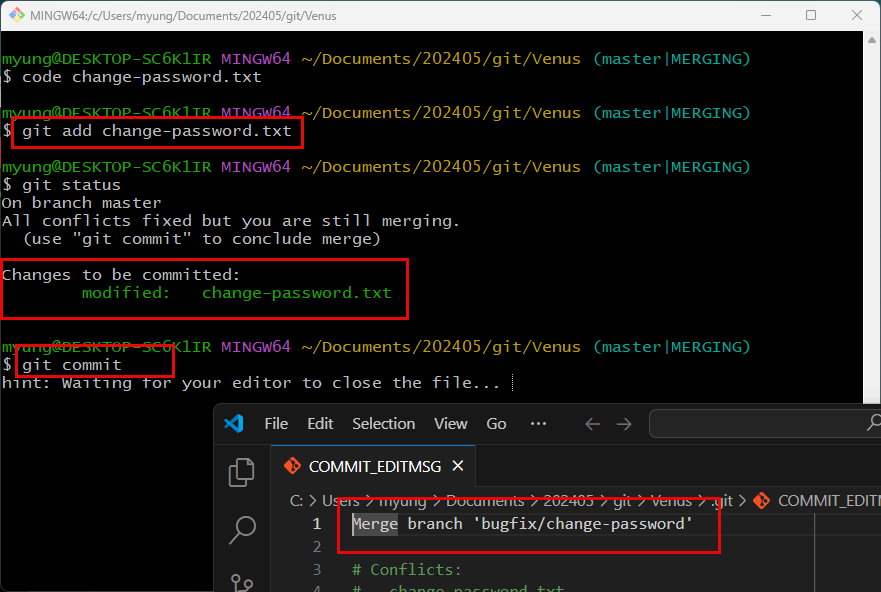 MINGW64:/c/Users/myung/Documents/202405/git/Venus
myung@DESKTOP-SC6K1IR MINGW64 ~/Documents/202405/git/Venus (master|MERGING)
$ code change-password.txt
myung@DESKTOP-SC6K1IR MINGW64 ~/Documents/202405/git/Venus (master|MERGING)
$ git add change-password.txt
myung@DESKTOP-SC6K1IR MINGW64 ~/Documents/202405/git/Venus (master|MERGING)
$ git status
On branch master
All conflicts fixed but you are still merging.
(use "git commit" to conclude merge)
Changes to be committed:
modified: change-password.txt
myung@DESKTOP-SC6K1IR MINGW64 ~/Documents/202405/git/Venus (master|MERGING)
$ git commit
hint: Waiting for your editor to close the file...
File Edit Selection View Go ···
COMMIT_EDITMSG
C: > Users > myung > Documents > 202405 > git > Venus > .git > COMMIT_EDITM
1 Merge branch 'bugfix/change-password'
2
3 # Conflicts:
4 # change-password.txt